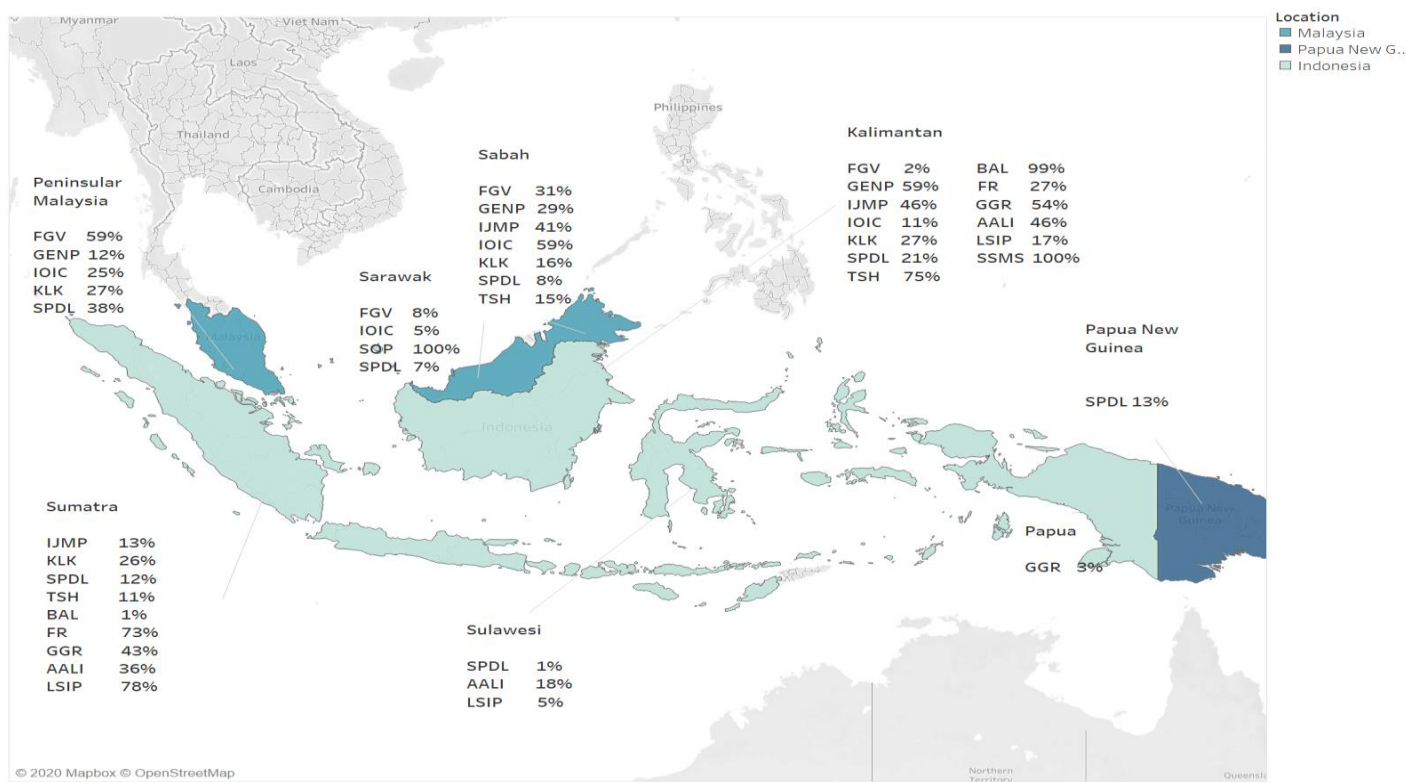 Location
Malaysia
Papua New G..
Indonesia
Myanmar
Viet Nam
Laos
Thailand
Cambodia
Philippines
Peninsular
Malaysia
FGV 59%
GENP 12%
IOIC 25%
KLK 27%
SPDL 38%
Malaysia
Sarawak
FGV 8%
IOIC 5%
SOP 100%
SPDL 7%
Sabah
FGV 31%
GENP 29%
IJMP 41%
IOIC 59%
KLK 16%
SPDL 8%
TSH 15%
Kalimantan
FGV 2% BAL 99%
GENP 59% FR 27%
IJMP 46% GGR 54%
IOIC 11% AALI 46%
KLK 27% LSIP 17%
SPDL 21% SSMS 100%
TSH 75%
Indonesia
Papua New
Guinea
SPDL 13%
Papua New
Guinea
Papua
GGR 3%
Sumatra
IJMP 13%
KLK 26%
SPDL 12%
TSH 11%
BAL 1%
FR 73%
GGR 43%
AALI 36%
LSIP 78%
Sulawesi
SPDL 1%
AALI 18%
LSIP 5%
Northern
Territory
Queensla
© 2020 Mapbox © OpenStreetMap